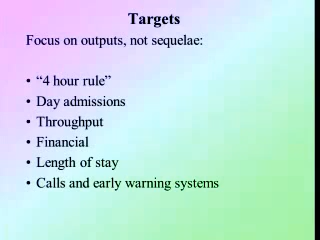 Targets
Focus on outputs, not sequelae:
• “4 hour rule”
• Day admissions
• Throughput
• Financial
• Length of stay
• Calls and early warning systems